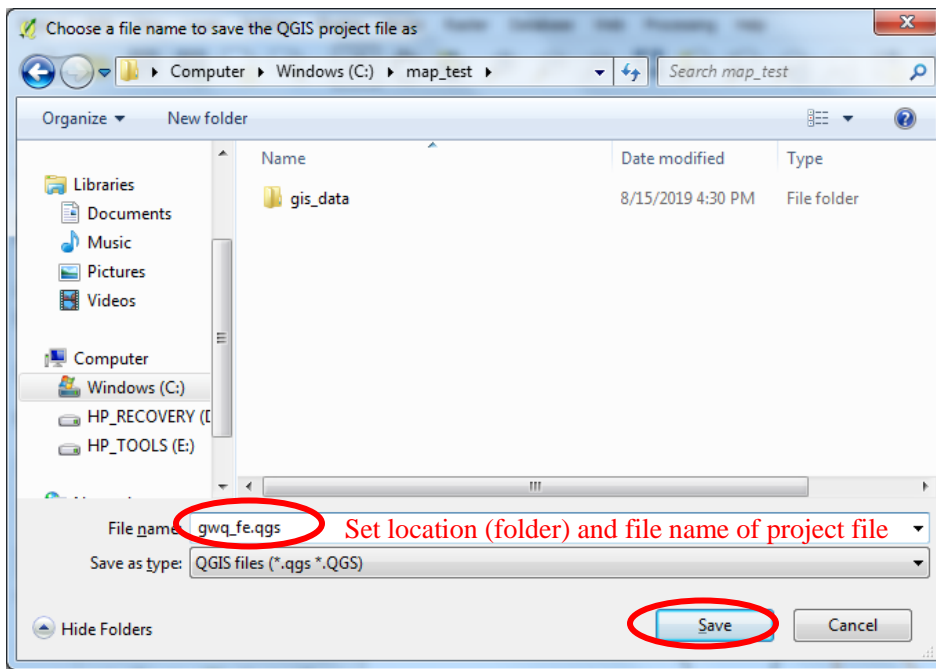 Choose a file name to save the QGIS project file as
Computer Windows (C:) map_test
Search map_test
Organize New folder
Name Date modified Type
Libraries
Documents
Music
Pictures
Videos
Computer
Windows (C:)
HP_RECOVERY (D
HP_TOOLS (E:)
gis_data 8/15/2019 4:30 PM File folder
File name: gwq_fe.qgs Set location (folder) and file name of project file
Save as type: QGIS files (*.qgs *.QGS)
Hide Folders Save Cancel